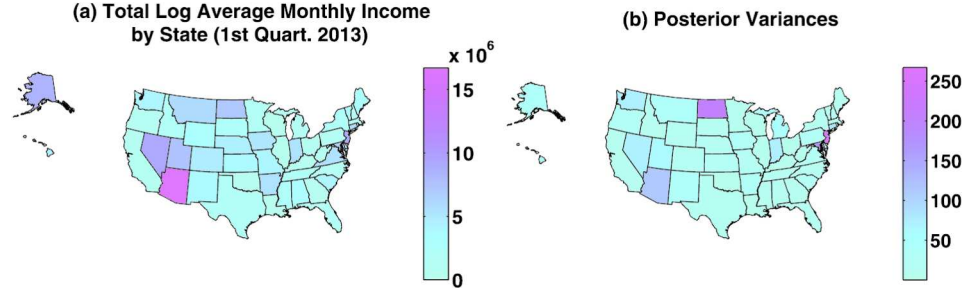 (a) Total Log Average Monthly Income
by State (1st Quart. 2013)
x 10^6
15
10
5
0
(b) Posterior Variances
250
200
150
100
50